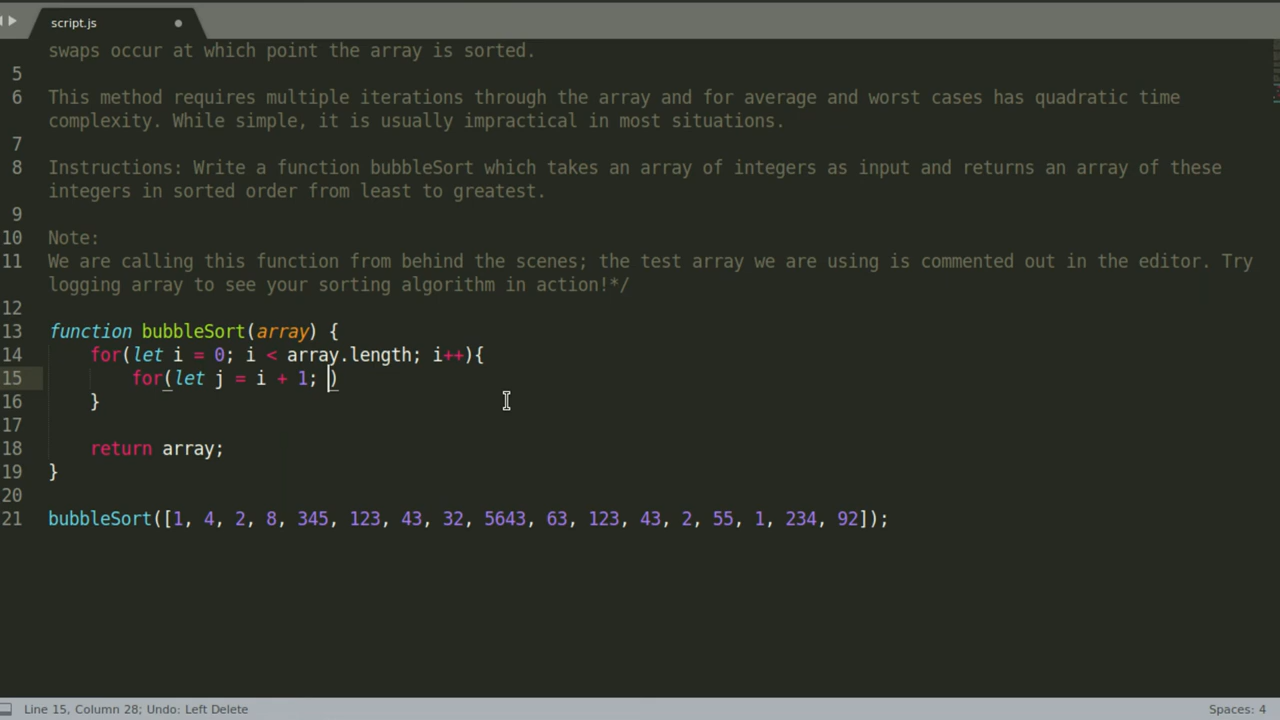 script.js
swaps occur at which point the array is sorted.
5
6 This method requires multiple iterations through the array and for average and worst cases has quadratic time
complexity. While simple, it is usually impractical in most situations.
7
8 Instructions: Write a function bubbleSort which takes an array of integers as input and returns an array of these
integers in sorted order from least to greatest.
9
10 Note:
11 We are calling this function from behind the scenes; the test array we are using is commented out in the editor. Try
logging array to see your sorting algorithm in action!*/
12
13 function bubbleSort(array) {
14 for(let i = 0; i < array.length; i++){
15 for(let j = i + 1; )
16 }
17
18 return array;
19 }
20
21 bubbleSort([1, 4, 2, 8, 345, 123, 43, 32, 5643, 63, 123, 43, 2, 55, 1, 234, 92]);
Line 15, Column 28; Undo: Left Delete
Spaces: 4